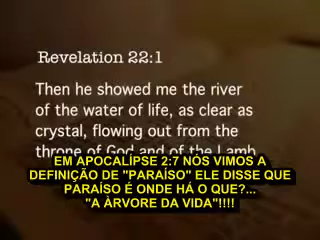 Revelation 22:1
Then he showed me the river
of the water of life, as clear as
crystal, flowing out from the
throne of God and of the Lamb
EM APOCALÍPSE 2:7 NÓS VIMOS A
DEFINIÇÃO DE "PARAÍSO" ELE DISSE QUE
PARAÍSO É ONDE HÁ O QUE?...
"A ÀRVORE DA VIDA"!!!!